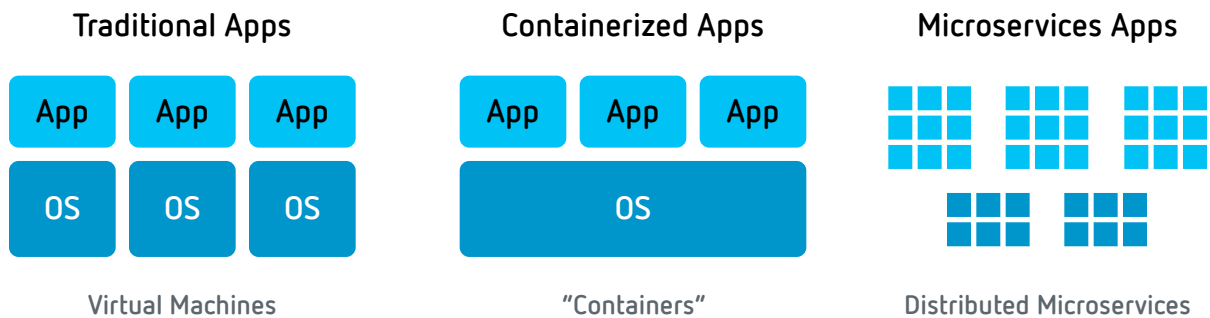 Traditional Apps
Containerized Apps
Microservices Apps
App App App
App App App
OS OS OS
OS
Virtual Machines
"Containers"
Distributed Microservices